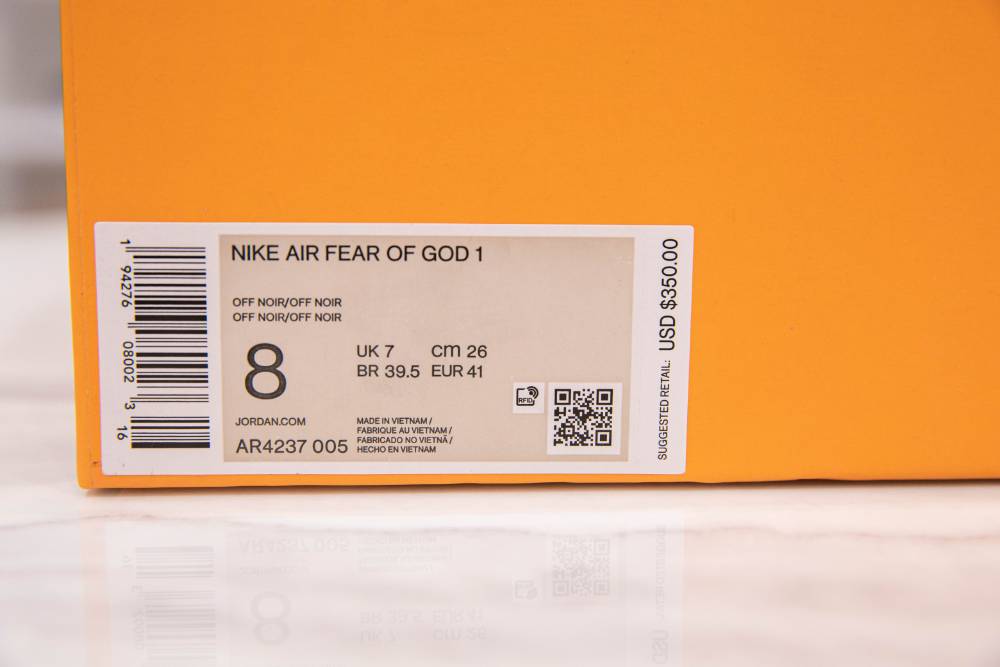 1 94276 08002 3 16
NIKE AIR FEAR OF GOD 1
OFF NOIR/OFF NOIR
OFF NOIR/OFF NOIR
8
UK 7 cm 26
BR 39.5 EUR 41
RFID
JORDAN.COM
AR4237 005
MADE IN VIETNAM /
FABRIQUE AU VIETNAM /
FABRICADO NO VIETNÃ /
HECHO EN VIETNAM
SUGGESTED RETAIL: USD $350.00